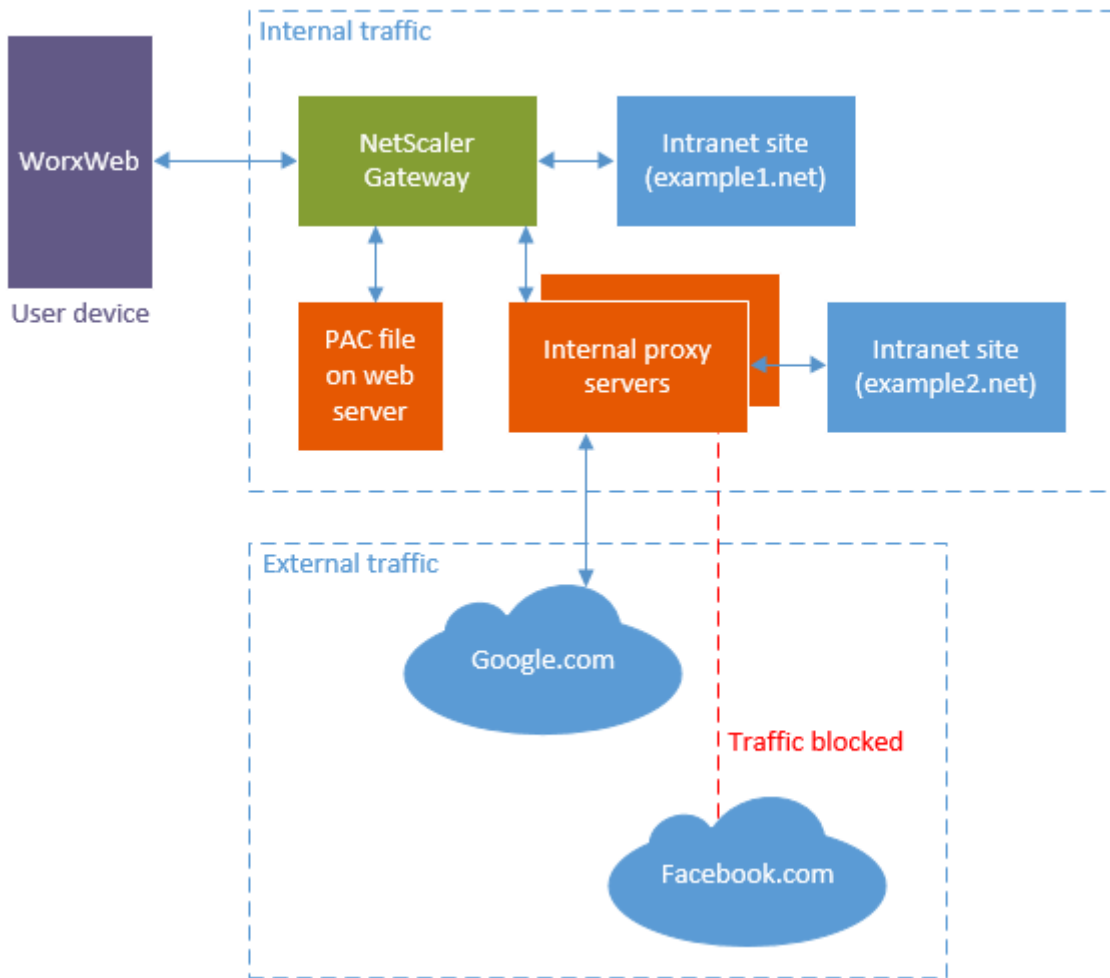 Internal traffic
WorxWeb
User device
NetScaler
Gateway
Intranet site
(example1.net)
PAC file
on web
server
Internal proxy
servers
Intranet site
(example2.net)
External traffic
Google.com
Traffic blocked
Facebook.com